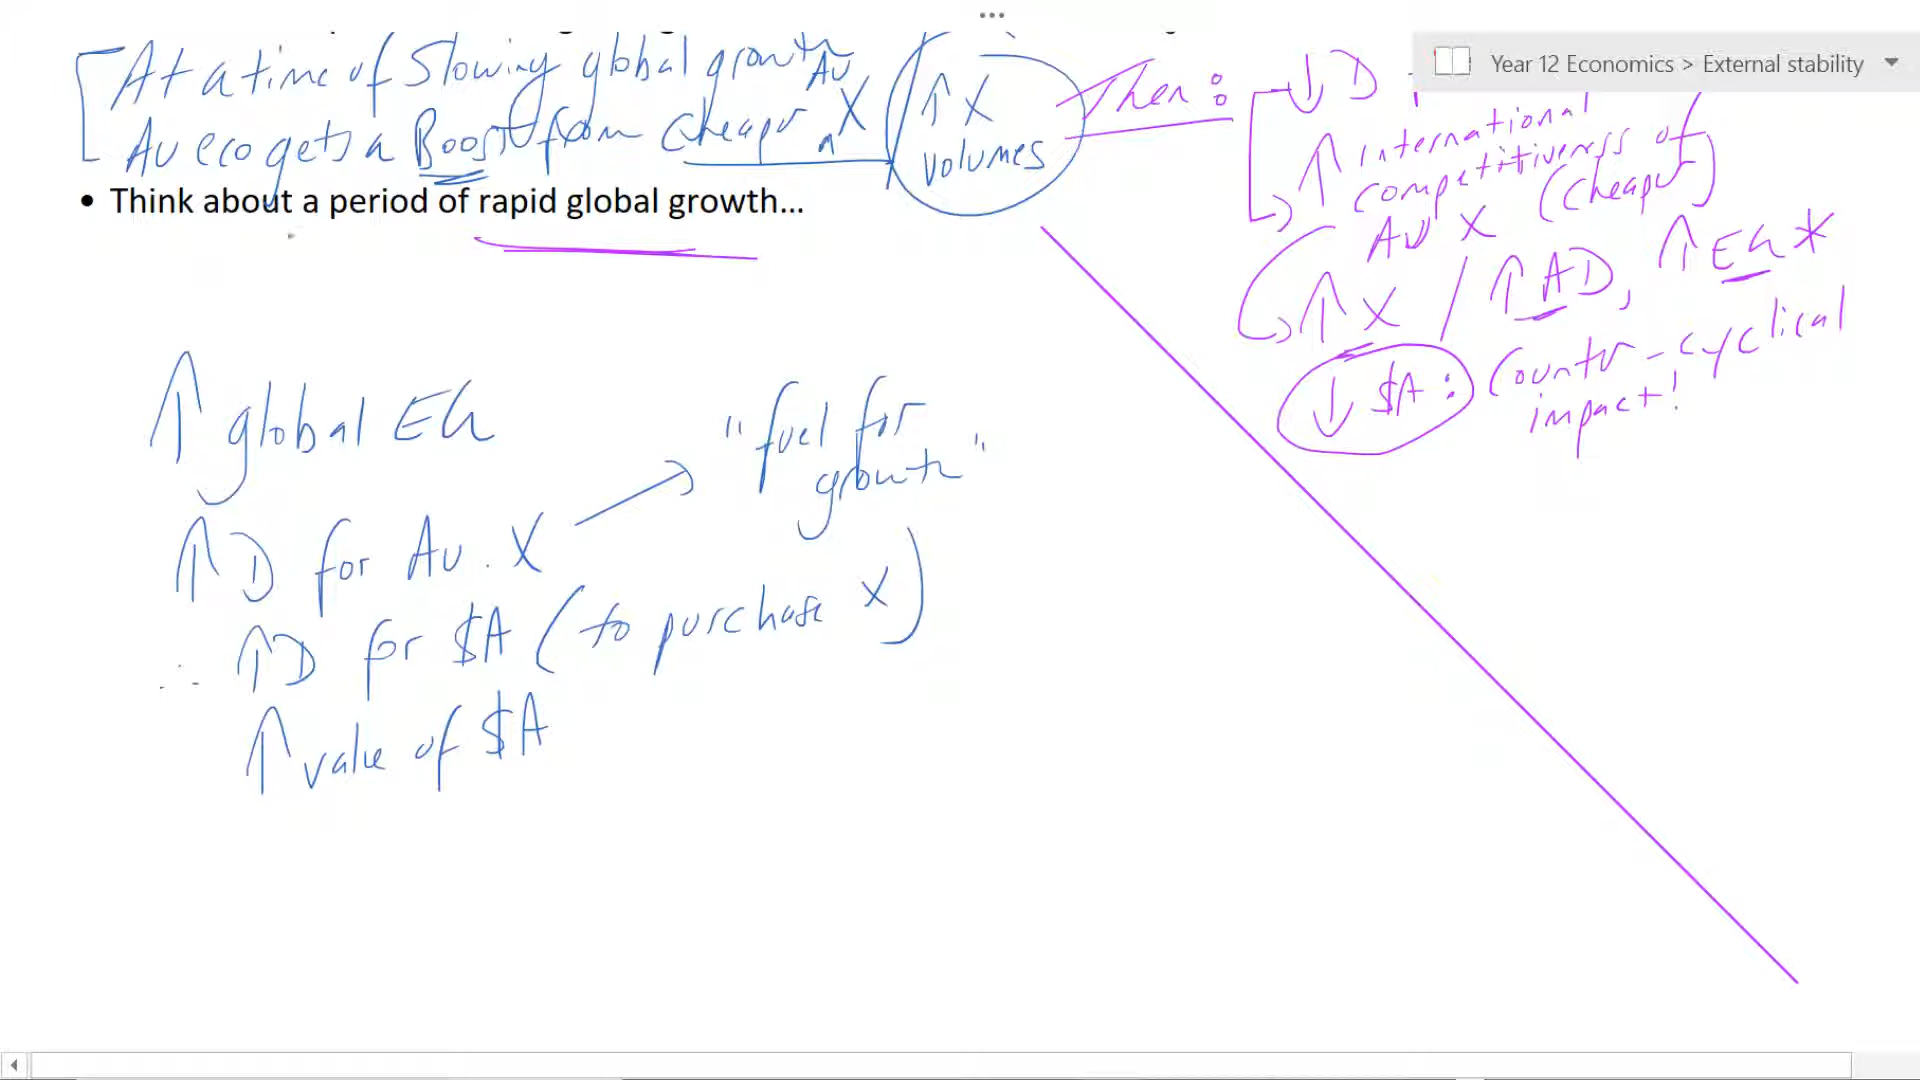 Year 12 Economics > External stability
[At a time of slowing global growth,
Au eco gets a Boost from cheaper Au X
↑ X
volumes
Then:
↓ D
↑ International
competitiveness of
Au X (cheaper)
↑ X / ↑ AD, ↑ EG *
↓ $A : Counter-cyclical
impact!
• Think about a period of rapid global growth...
↑ global EG
"fuel for
growth"
↑ D for Au. X
∴ ↑ D for $A (to purchase X)
↑ value of $A